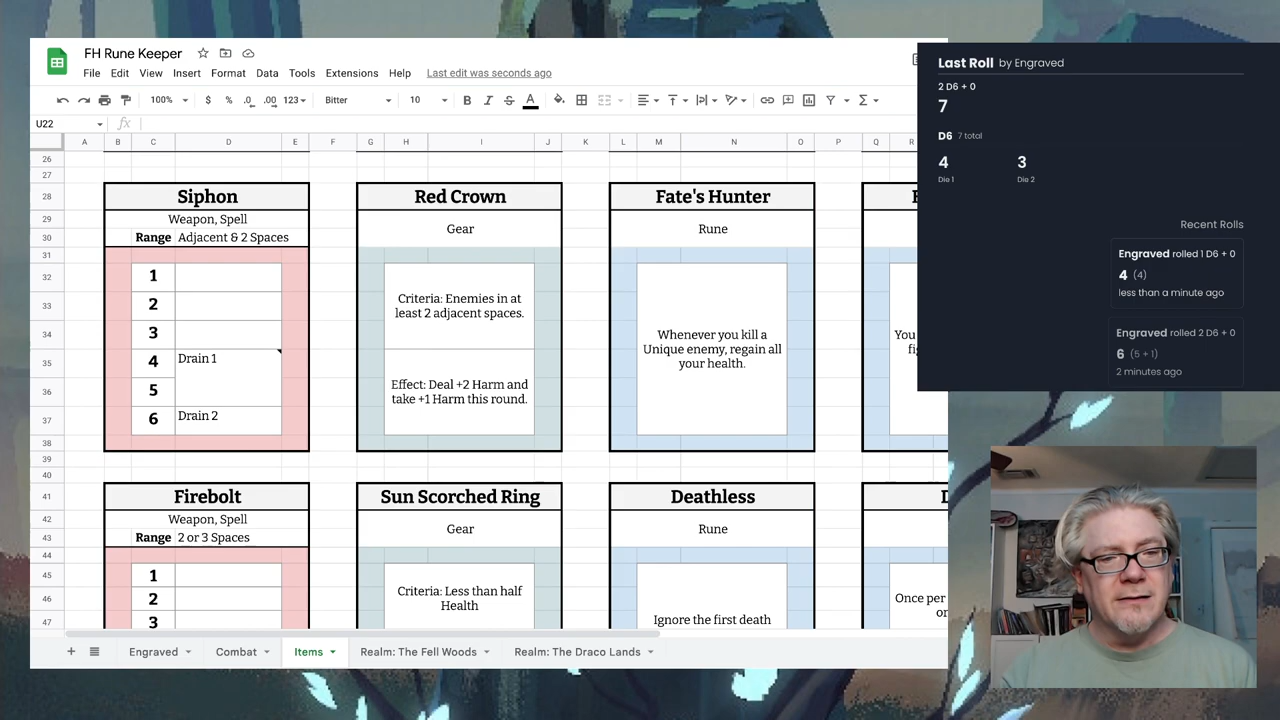 FH Rune Keeper
File Edit View Insert Format Data Tools Extensions Help Last edit was seconds ago
100% $ % .0 .00 123 Bitter 10 B I S A
U22 fx
A B C D E F G H I J K L M N O P Q R
26
27
28 Siphon Red Crown Fate's Hunter
29 Weapon, Spell Gear Rune
30 Range Adjacent & 2 Spaces
31
32 1
33 2
34 3
35 4 Drain 1
36 5
37 6 Drain 2
38
39
40
Criteria: Enemies in at
least 2 adjacent spaces.
Effect: Deal +2 Harm and
take +1 Harm this round.
Whenever you kill a
Unique enemy, regain all
your health.
You
fi
41 Firebolt Sun Scorched Ring Deathless
42 Weapon, Spell Gear Rune
43 Range 2 or 3 Spaces
44
45 1
46 2
47 3
Criteria: Less than half
Health
Ignore the first death
Once per
Engraved Combat Items Realm: The Fell Woods Realm: The Draco Lands
Last Roll by Engraved
2 D6 + 0
7
D6 7 total
4 3
Die 1 Die 2
Recent Rolls
Engraved rolled 1 D6 + 0
4 (4)
less than a minute ago
Engraved rolled 2 D6 + 0
6 (5 + 1)
2 minutes ago